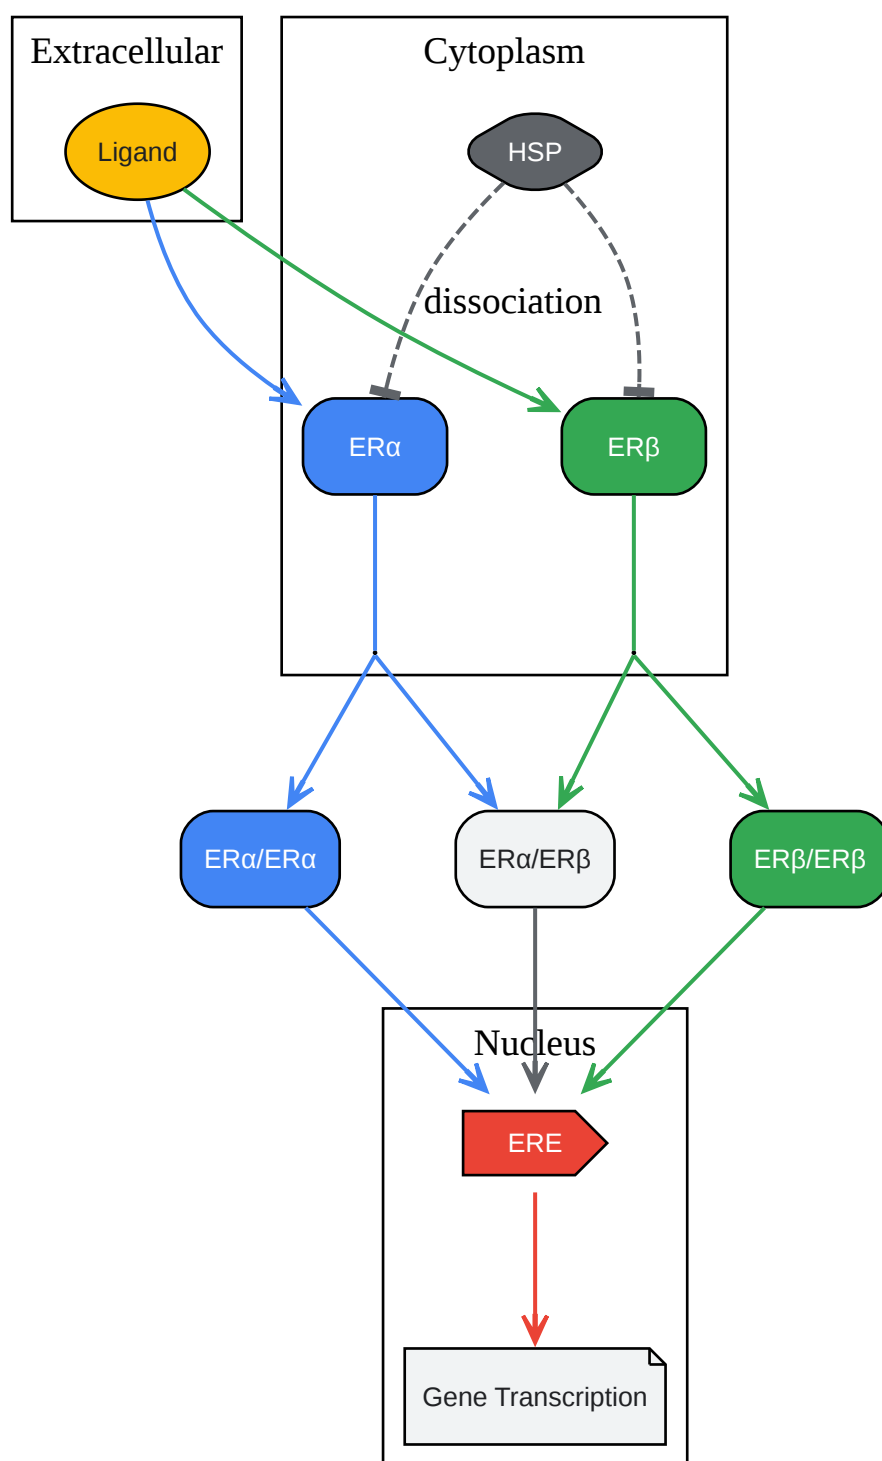 Extracellular
Cytoplasm
Ligand
HSP
dissociation
ERα
ERβ
ERα/ERα
ERα/ERβ
ERβ/ERβ
Nucleus
ERE
Gene Transcription